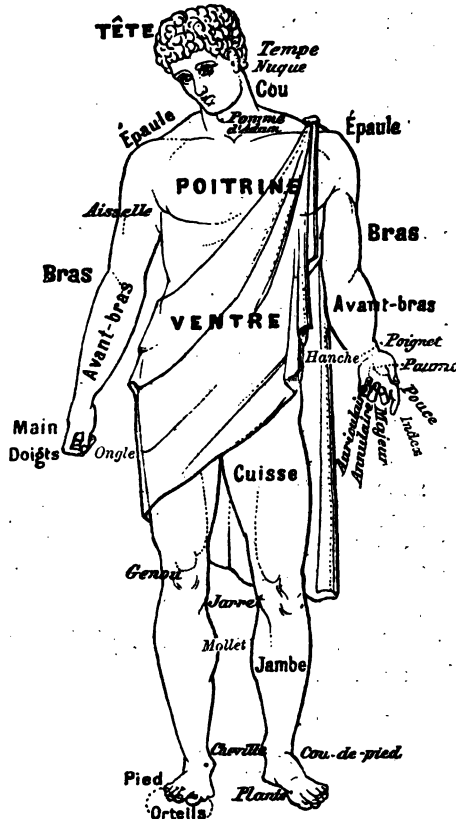 TÊTE
Tempe
Nuque
Cou
Épaule
Pomme
d'Adam
Épaule
POITRINE
Aisselle
Bras
Bras
Avant-bras
Avant-bras
VENTRE
Poignet
Hanche
Paume
Pouce
Index
Majeur
Annulaire
Auriculaire
Main
Doigts
Ongle
Cuisse
Genou
Jarret
Mollet
Jambe
Cheville
Cou-de-pied
Pied
Plante
Orteils